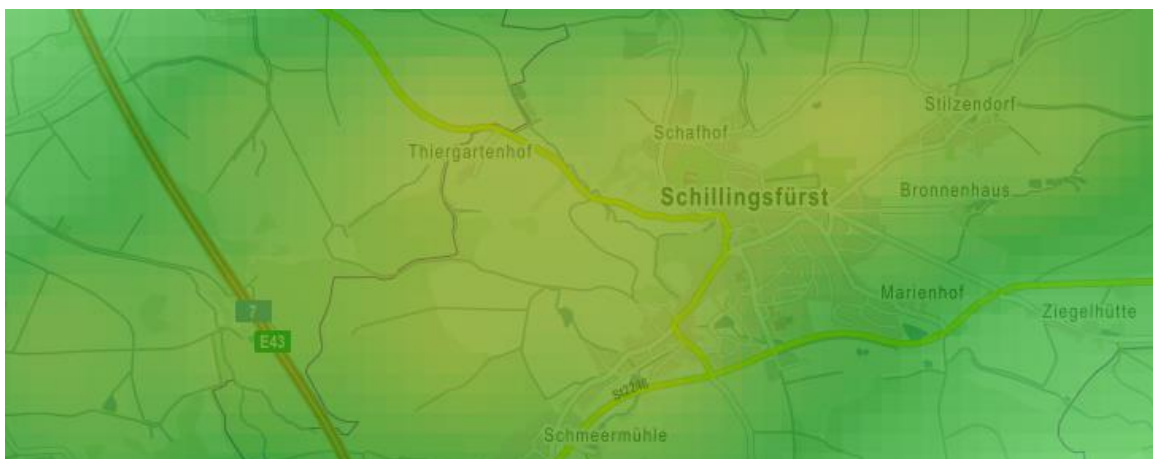 Stilzendorf
Schafhof
Thiergartenhof
Schillingsfürst
Bronnenhaus
Marienhof
7
Ziegelhütte
E43
St2246
Schmeermühle